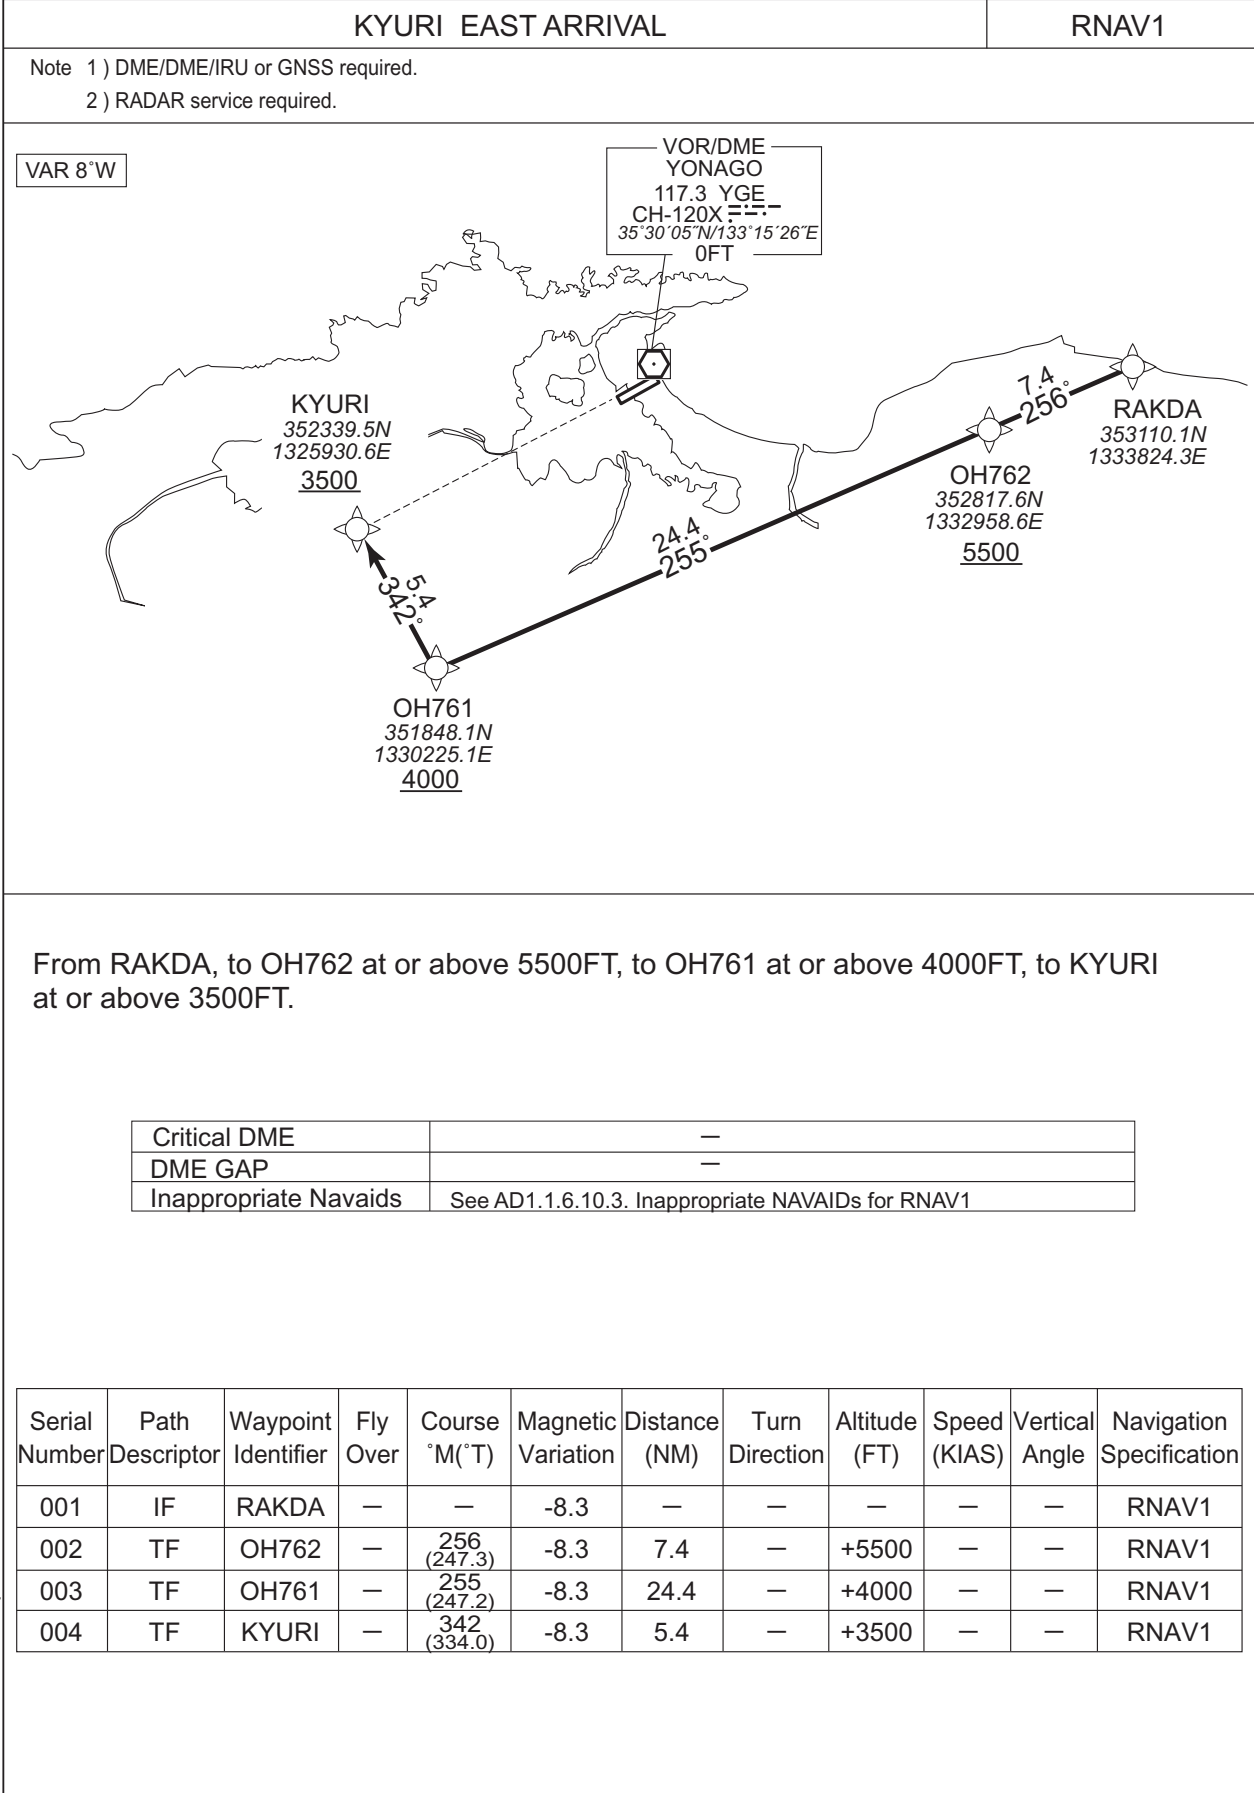 KYURI EAST ARRIVAL
RNAV1
Note 1 ) DME/DME/IRU or GNSS required.
2 ) RADAR service required.
VAR 8˚W
VOR/DME
YONAGO
117.3 YGE
CH-120X
35˚30´05˝N/133˚15´26˝E
0FT
KYURI
352339.5N
1325930.6E
3500
7.4
256˚
RAKDA
353110.1N
1333824.3E
OH762
352817.6N
1332958.6E
5500
24.4
255˚
5.4
342˚
OH761
351848.1N
1330225.1E
4000
From RAKDA, to OH762 at or above 5500FT, to OH761 at or above 4000FT, to KYURI
at or above 3500FT.
Critical DME —
DME GAP —
Inappropriate Navaids See AD1.1.6.10.3. Inappropriate NAVAIDs for RNAV1
Serial Path Waypoint Fly Course Magnetic Distance Turn Altitude Speed Vertical Navigation
Number Descriptor Identifier Over ˚M(˚T) Variation (NM) Direction (FT) (KIAS) Angle Specification
001 IF RAKDA — — -8.3 — — — — — RNAV1
002 TF OH762 — 256 (247.3) -8.3 7.4 — +5500 — — RNAV1
003 TF OH761 — 255 (247.2) -8.3 24.4 — +4000 — — RNAV1
004 TF KYURI — 342 (334.0) -8.3 5.4 — +3500 — — RNAV1